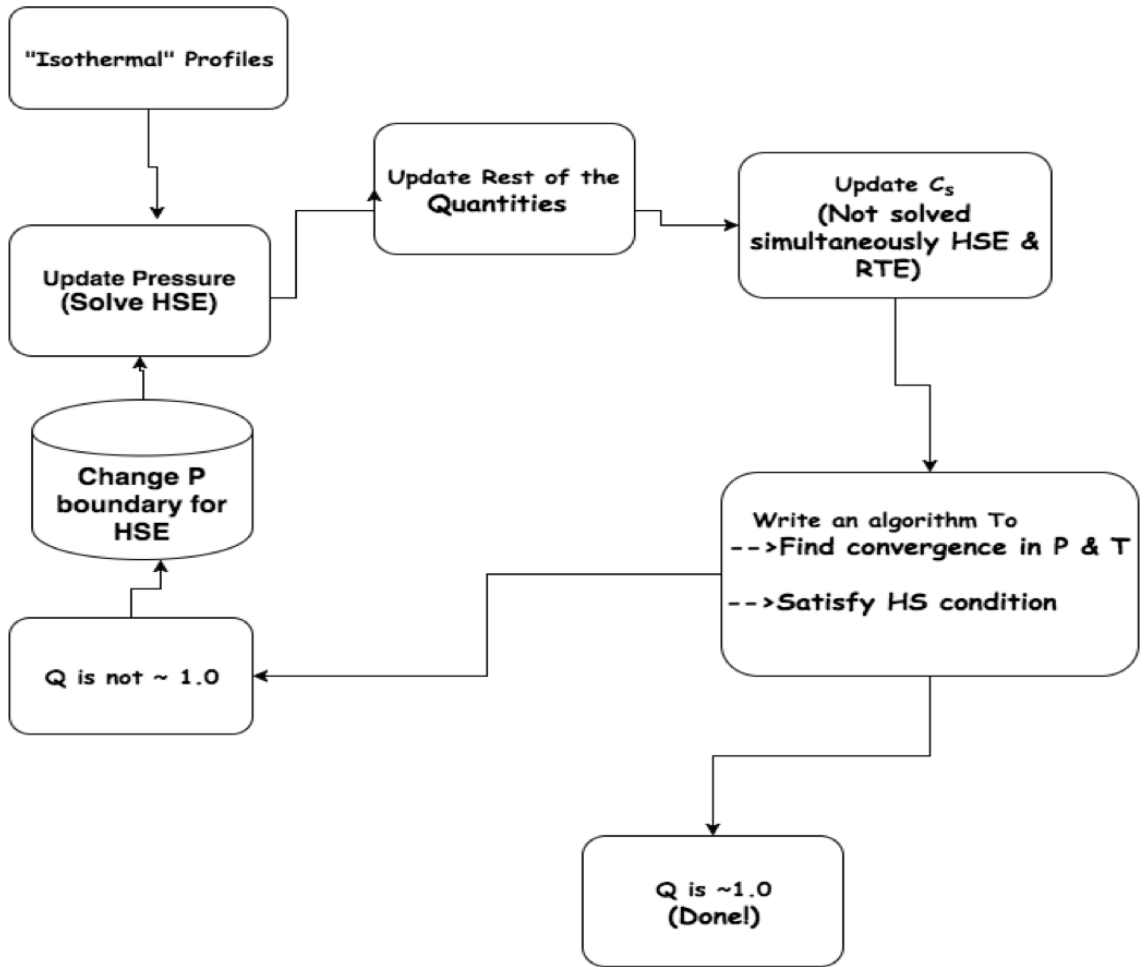 "Isothermal" Profiles
Update Rest of the
Quantities
Update Cₛ
(Not solved
simultaneously HSE &
RTE)
Update Pressure
(Solve HSE)
Change P
boundary for
HSE
Write an algorithm To
-->Find convergence in P & T
-->Satisfy HS condition
Q is not ~ 1.0
Q is ~1.0
(Done!)